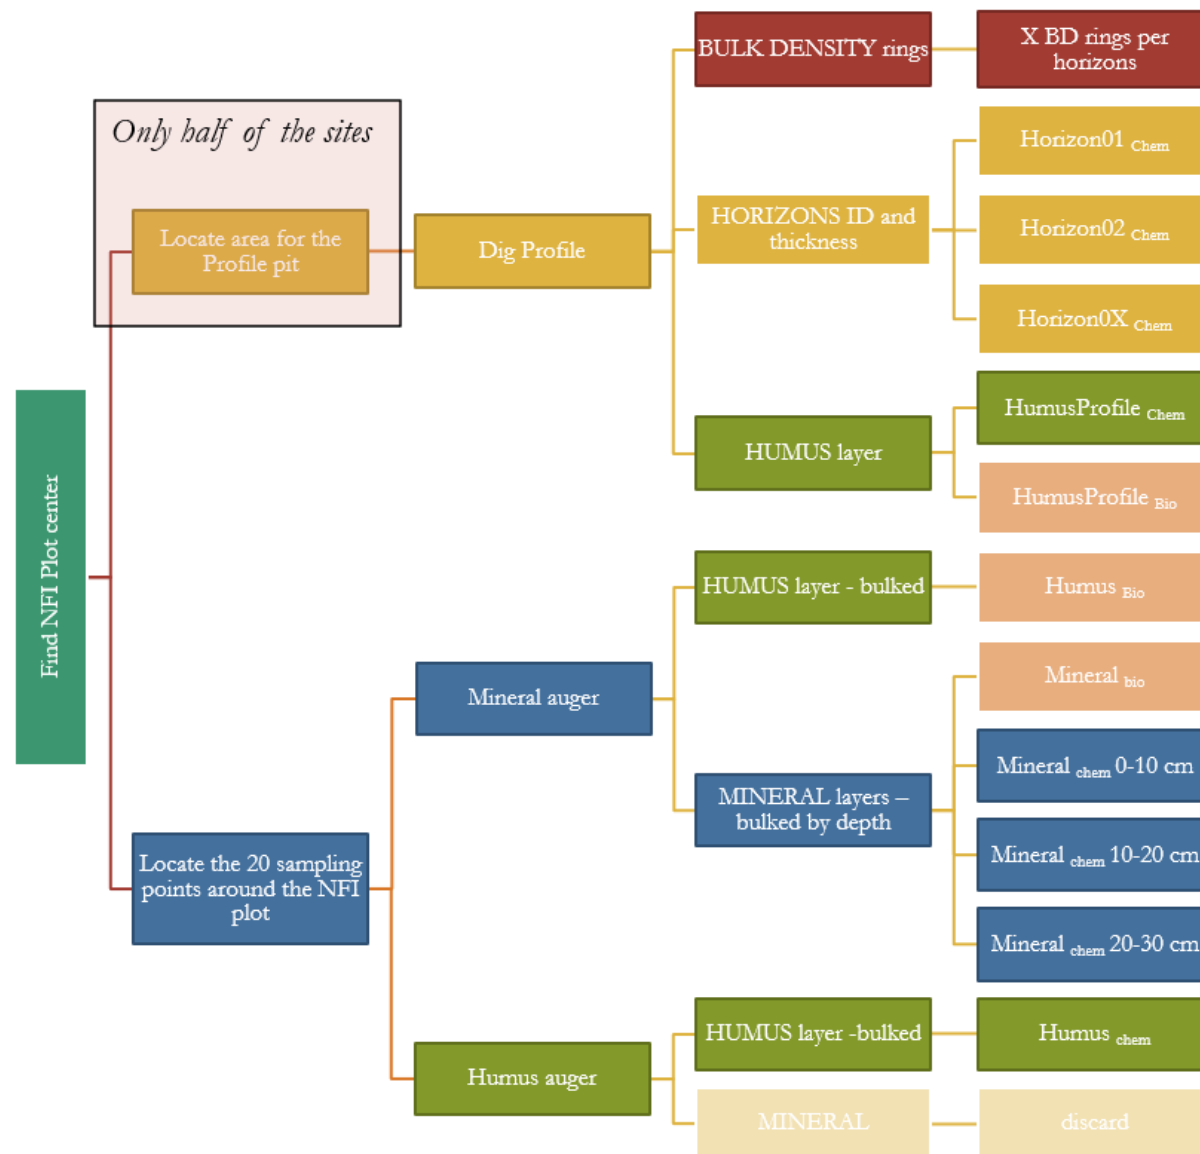 Find NFI Plot center
Only half of the sites
Locate area for the
Profile pit
Dig Profile
BULK DENSITY rings
X BD rings per
horizons
HORIZONS ID and
thickness
Horizon01 Chem
Horizon02 Chem
Horizon0X Chem
HUMUS layer
HumusProfile Chem
HumusProfile Bio
Locate the 20 sampling
points around the NFI
plot
Mineral auger
HUMUS layer - bulked
Humus Bio
MINERAL layers –
bulked by depth
Mineral bio
Mineral chem 0-10 cm
Mineral chem 10-20 cm
Mineral chem 20-30 cm
Humus auger
HUMUS layer -bulked
Humus chem
MINERAL
discard